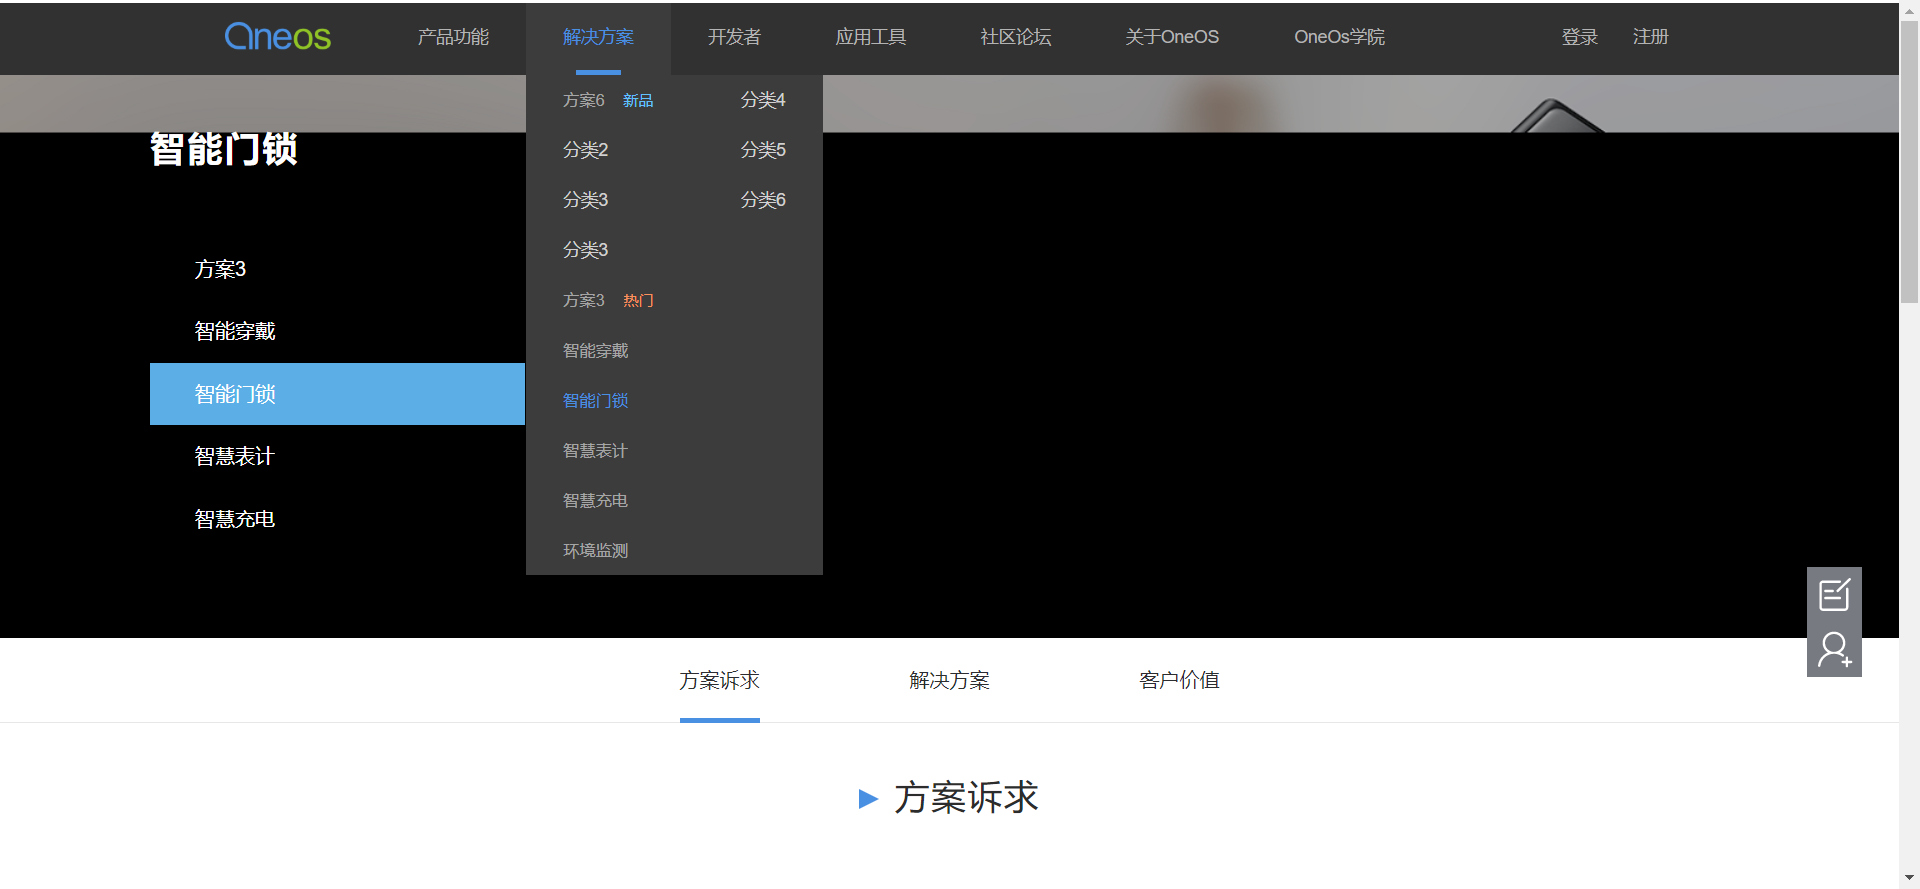 Oneos 产品功能 解决方案 开发者 应用工具 社区论坛 关于OneOS OneOs学院 登录 注册
方案6 新品 分类4
分类2 分类5
分类3 分类6
分类3
方案3 热门
智能穿戴
智能门锁
智慧表计
智慧充电
环境监测
智能门锁
方案3
智能穿戴
智能门锁
智慧表计
智慧充电
方案诉求 解决方案 客户价值
方案诉求